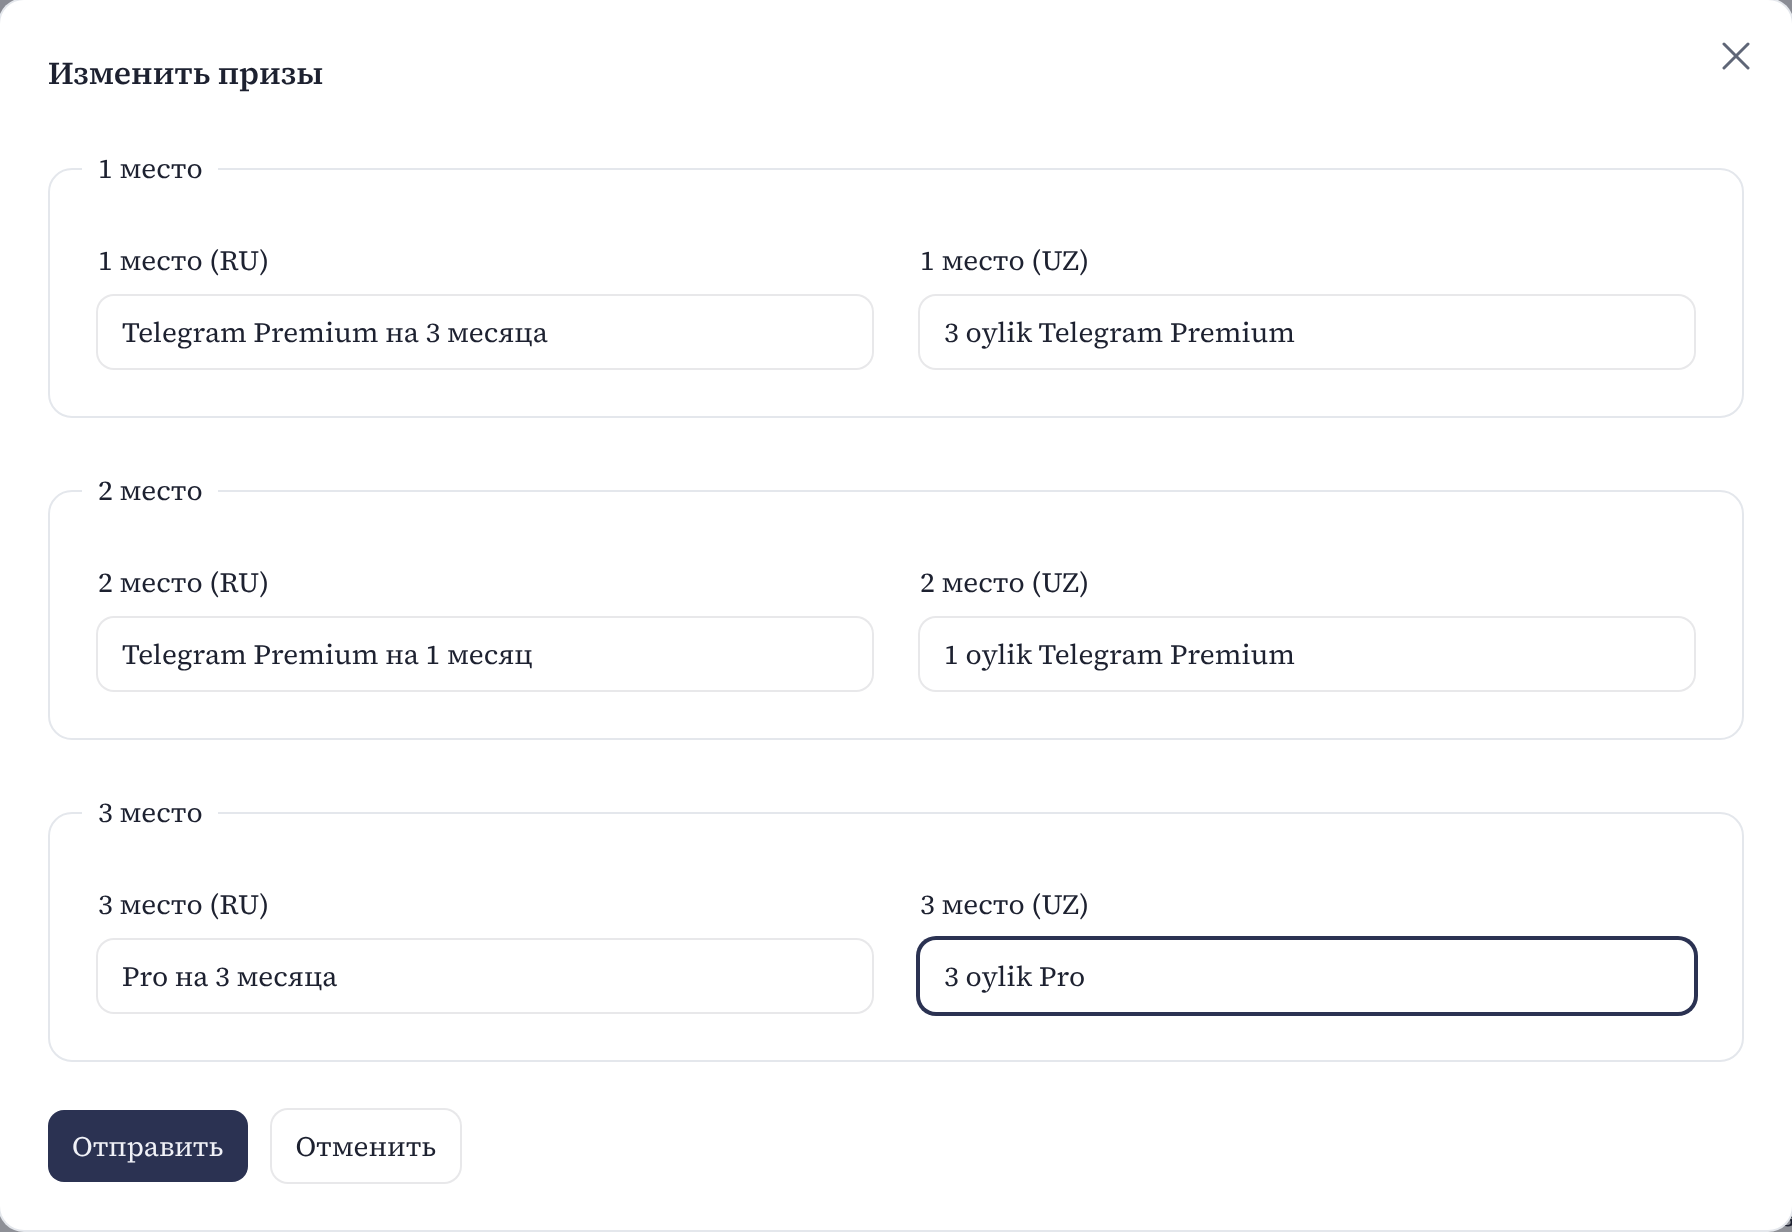 Изменить призы
1 место
1 место (RU)
1 место (UZ)
Telegram Premium на 3 месяца
3 oylik Telegram Premium
2 место
2 место (RU)
2 место (UZ)
Telegram Premium на 1 месяц
1 oylik Telegram Premium
3 место
3 место (RU)
3 место (UZ)
Pro на 3 месяца
3 oylik Pro
Отправить
Отменить